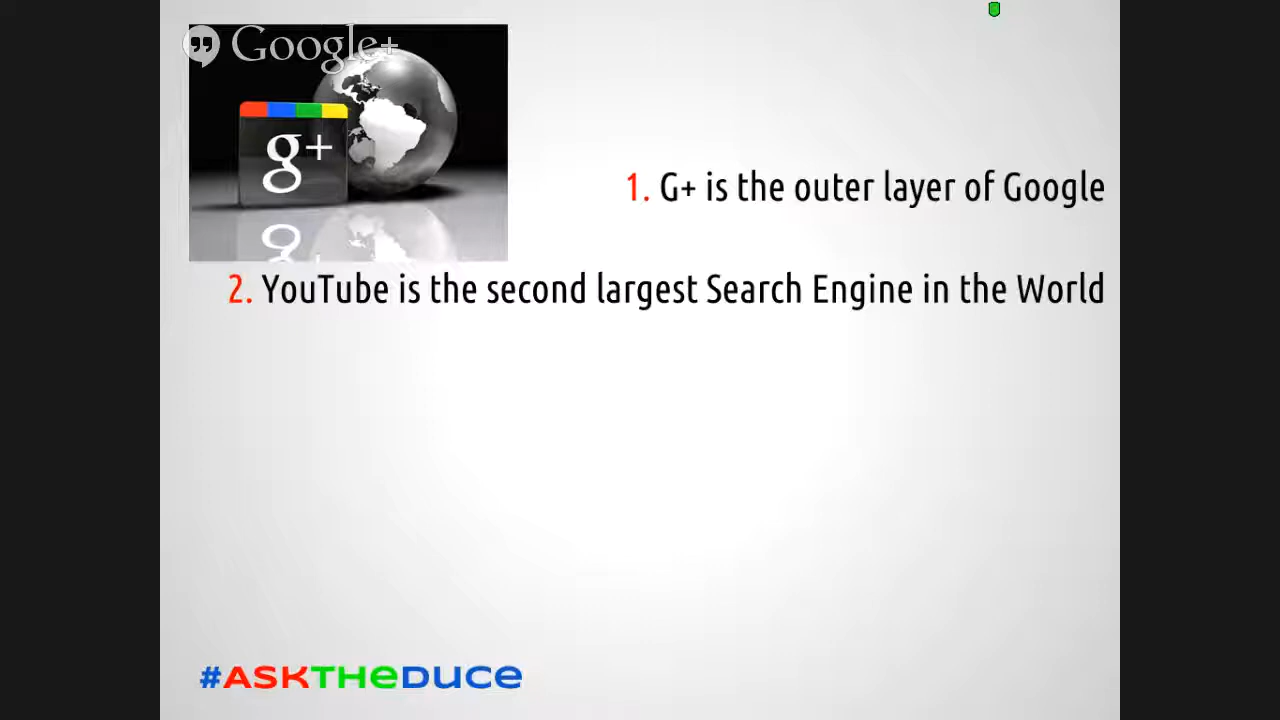 Google+
g+
1. G+ is the outer layer of Google
2. YouTube is the second largest Search Engine in the World
#ASKTHeDUCe